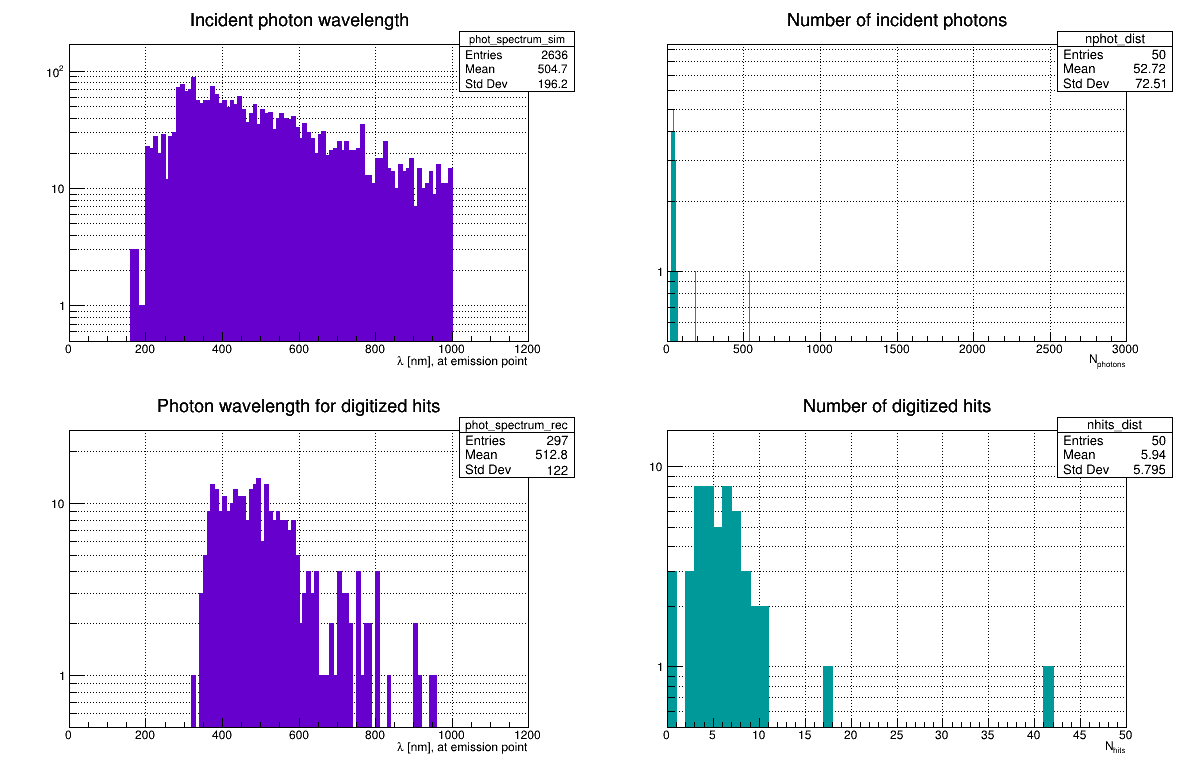 Incident photon wavelength
phot_spectrum_sim
Entries 2636
Mean 504.7
Std Dev 196.2
10²
10
1
0 200 400 600 800 1000 1200
λ [nm], at emission point
Number of incident photons
nphot_dist
Entries 50
Mean 52.72
Std Dev 72.51
1
0 500 1000 1500 2000 2500 3000
Nphotons
Photon wavelength for digitized hits
phot_spectrum_rec
Entries 297
Mean 512.8
Std Dev 122
10
1
0 200 400 600 800 1000 1200
λ [nm], at emission point
Number of digitized hits
nhits_dist
Entries 50
Mean 5.94
Std Dev 5.795
10
1
0 5 10 15 20 25 30 35 40 45 50
Nhits